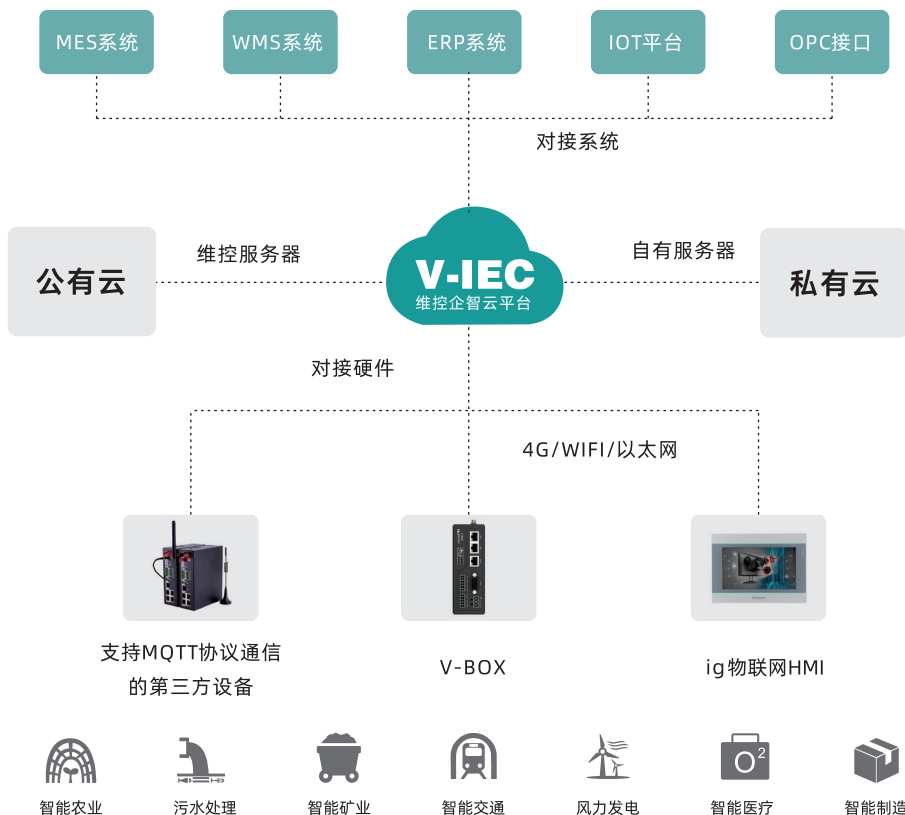 MES系统
WMS系统
ERP系统
IOT平台
OPC接口
对接系统
公有云
维控服务器
V-IEC
维控企智云平台
自有服务器
私有云
对接硬件
4G/WIFI/以太网
支持MQTT协议通信
的第三方设备
V-BOX
ig物联网HMI
O²
智能农业
污水处理
智能矿业
智能交通
风力发电
智能医疗
智能制造